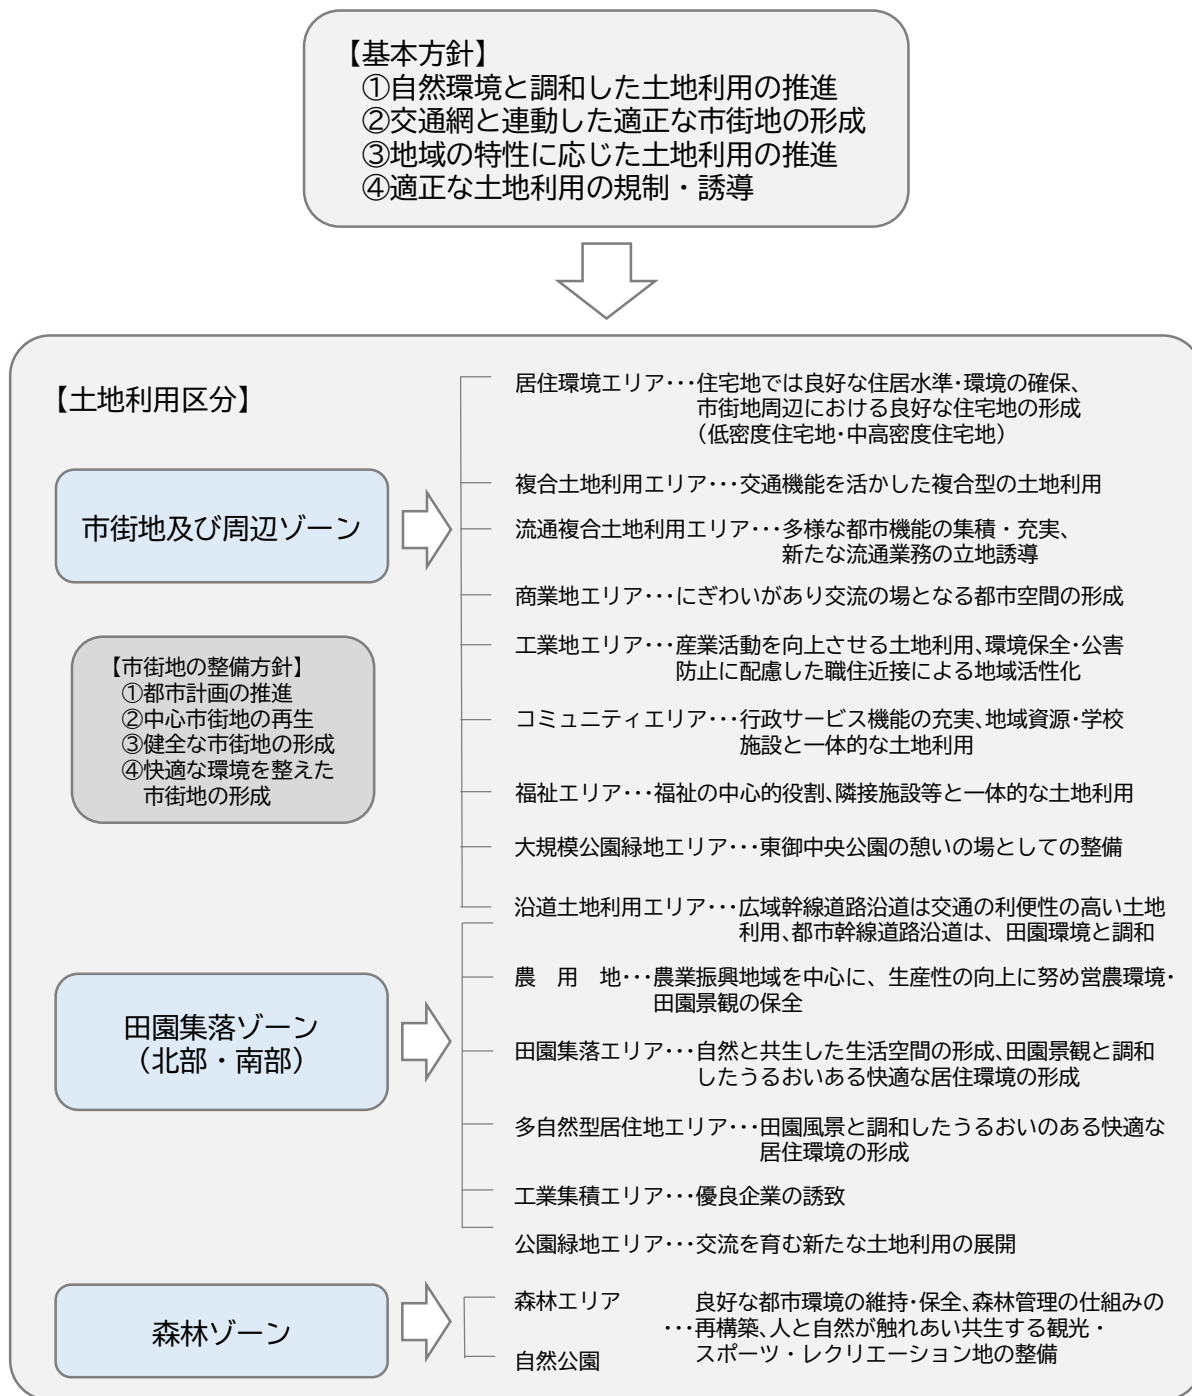 【基本方針】
①自然環境と調和した土地利用の推進
②交通網と連動した適正な市街地の形成
③地域の特性に応じた土地利用の推進
④適正な土地利用の規制・誘導
【土地利用区分】
市街地及び周辺ゾーン
【市街地の整備方針】
①都市計画の推進
②中心市街地の再生
③健全な市街地の形成
④快適な環境を整えた
市街地の形成
居住環境エリア･･･住宅地では良好な住居水準･環境の確保、
市街地周辺における良好な住宅地の形成
（低密度住宅地･中高密度住宅地）
複合土地利用エリア･･･交通機能を活かした複合型の土地利用
流通複合土地利用エリア･･･多様な都市機能の集積・充実、
新たな流通業務の立地誘導
商業地エリア･･･にぎわいがあり交流の場となる都市空間の形成
工業地エリア･･･産業活動を向上させる土地利用、環境保全･公害
防止に配慮した職住近接による地域活性化
コミュニティエリア･･･行政サービス機能の充実、地域資源･学校
施設と一体的な土地利用
福祉エリア･･･福祉の中心的役割、隣接施設等と一体的な土地利用
大規模公園緑地エリア･･･東御中央公園の憩いの場としての整備
沿道土地利用エリア･･･広域幹線道路沿道は交通の利便性の高い土地
利用、都市幹線道路沿道は、田園環境と調和
田園集落ゾーン
（北部・南部）
農　用　地･･･農業振興地域を中心に、生産性の向上に努め営農環境･
田園景観の保全
田園集落エリア･･･自然と共生した生活空間の形成、田園景観と調和
したうるおいある快適な居住環境の形成
多自然型居住地エリア･･･田園風景と調和したうるおいのある快適な
居住環境の形成
工業集積エリア･･･優良企業の誘致
公園緑地エリア･･･交流を育む新たな土地利用の展開
森林ゾーン
森林エリア　良好な都市環境の維持･保全、森林管理の仕組みの
･･･再構築、人と自然が触れあい共生する観光・
自然公園　スポーツ・レクリエーション地の整備